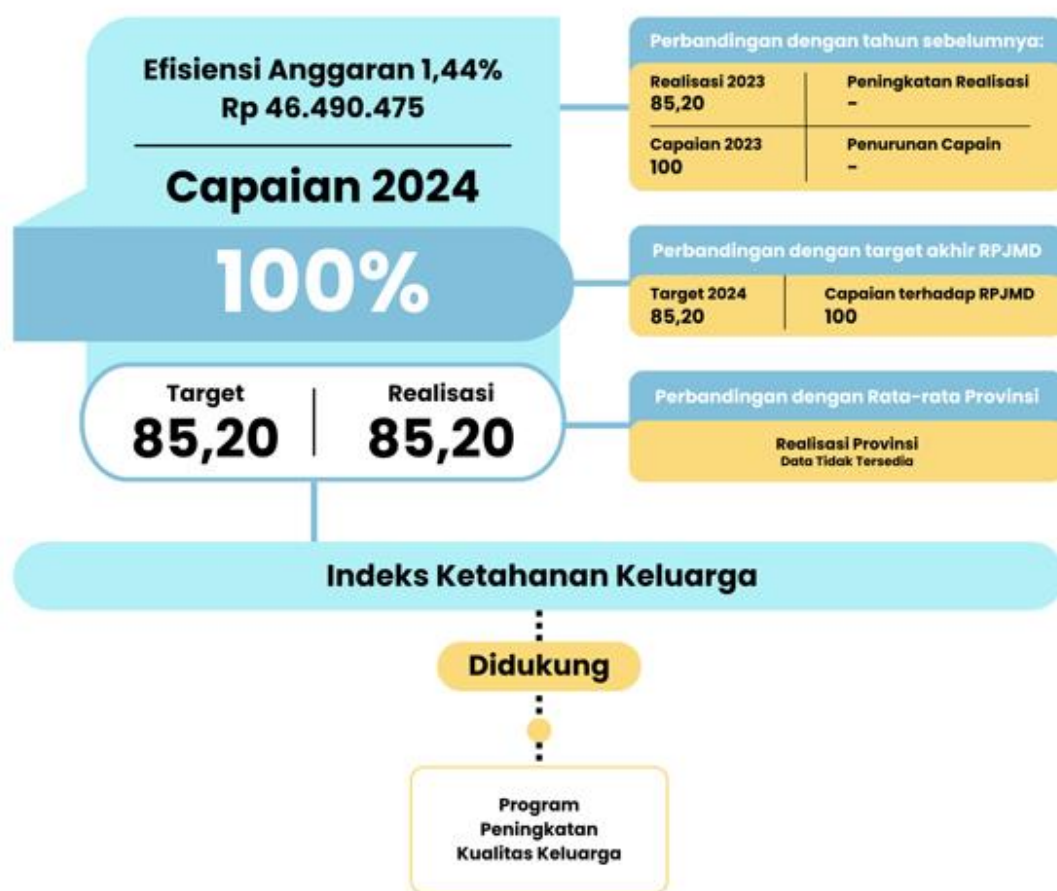 Efisiensi Anggaran 1,44%
Rp 46.490.475
Capaian 2024
100%
Target
85,20
Realisasi
85,20
Perbandingan dengan tahun sebelumnya:
Realisasi 2023
85,20
Peningkatan Realisasi
-
Capaian 2023
100
Penurunan Capain
-
Perbandingan dengan target akhir RPJMD
Target 2024
85,20
Capaian terhadap RPJMD
100
Perbandingan dengan Rata-rata Provinsi
Realisasi Provinsi
Data Tidak Tersedia
Indeks Ketahanan Keluarga
Didukung
Program
Peningkatan
Kualitas Keluarga